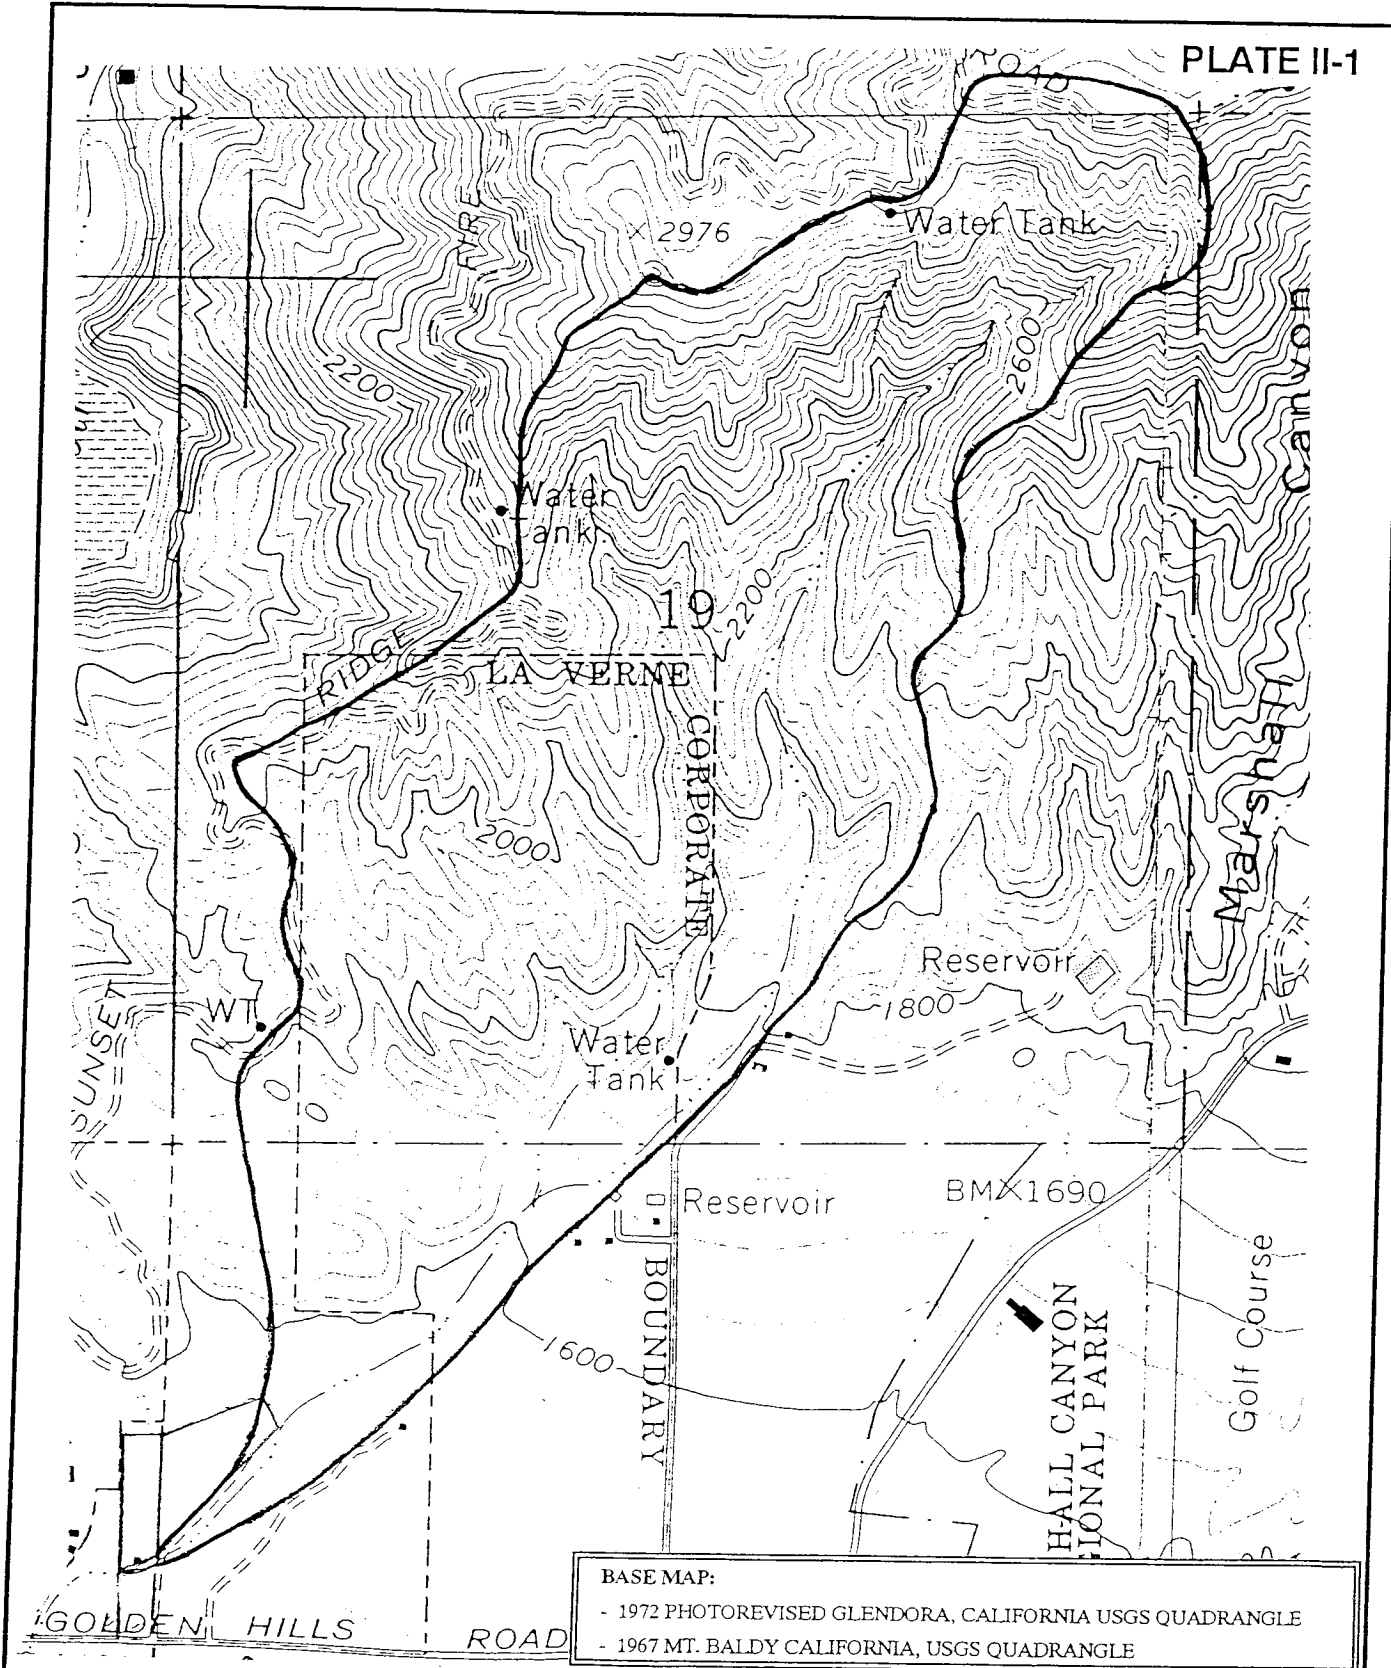 PLATE II-1
ROAD
FYRE
× 2976
Water Tank
Canyon
2200
2600
Water
Tank
19
2200
RIDGE
LA VERNE
CORPORATE
Marshall
2000
Reservoir
1800
WT
SUNSET
Water
Tank
Reservoir
BM×1690
BOUNDARY
Golf Course
1600
HALL CANYON
GIONAL PARK
GOLDEN HILLS ROAD
BASE MAP:
- 1972 PHOTOREVISED GLENDORA, CALIFORNIA USGS QUADRANGLE
- 1967 MT. BALDY CALIFORNIA, USGS QUADRANGLE